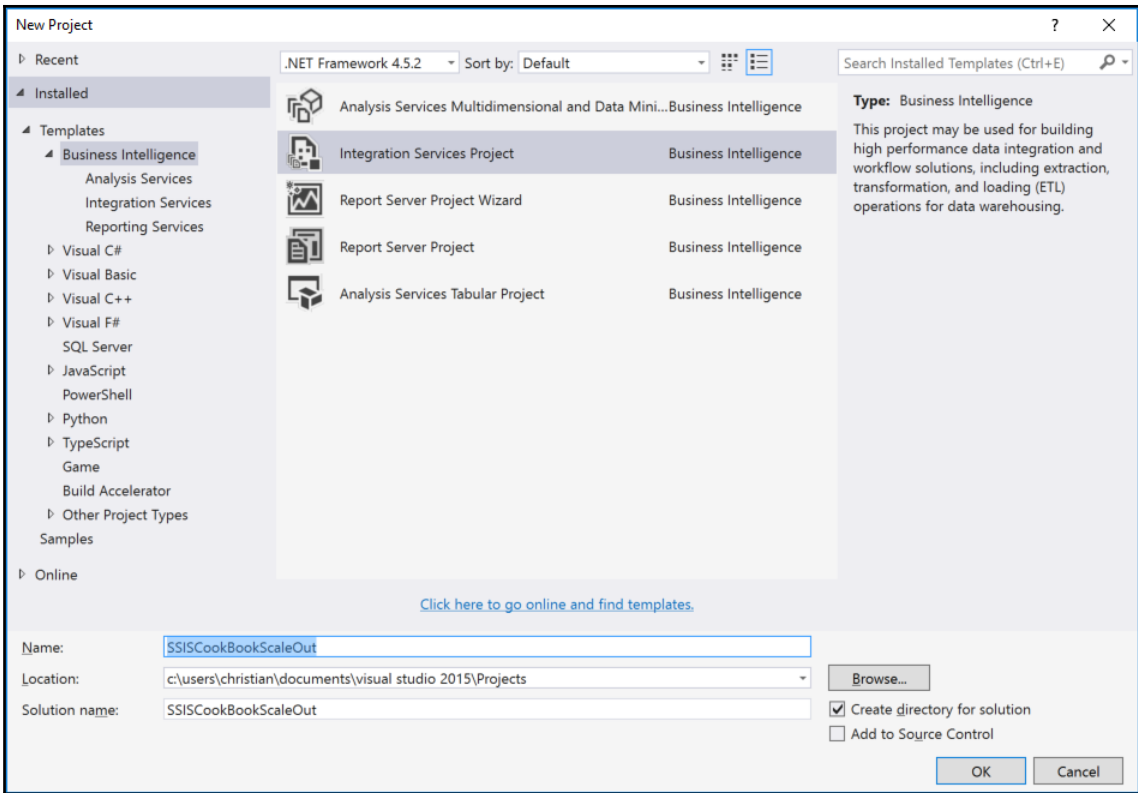 New Project
?
Recent
.NET Framework 4.5.2
Sort by: Default
Search Installed Templates (Ctrl+E)
Installed
Templates
Business Intelligence
Analysis Services
Integration Services
Reporting Services
Visual C#
Visual Basic
Visual C++
Visual F#
SQL Server
JavaScript
PowerShell
Python
TypeScript
Game
Build Accelerator
Other Project Types
Samples
Online
Analysis Services Multidimensional and Data Mini... Business Intelligence
Integration Services Project Business Intelligence
Report Server Project Wizard Business Intelligence
Report Server Project Business Intelligence
Analysis Services Tabular Project Business Intelligence
Type: Business Intelligence
This project may be used for building
high performance data integration and
workflow solutions, including extraction,
transformation, and loading (ETL)
operations for data warehousing.
Click here to go online and find templates.
Name: SSISCookBookScaleOut
Location: c:\users\christian\documents\visual studio 2015\Projects
Browse...
Solution name: SSISCookBookScaleOut
Create directory for solution
Add to Source Control
OK Cancel